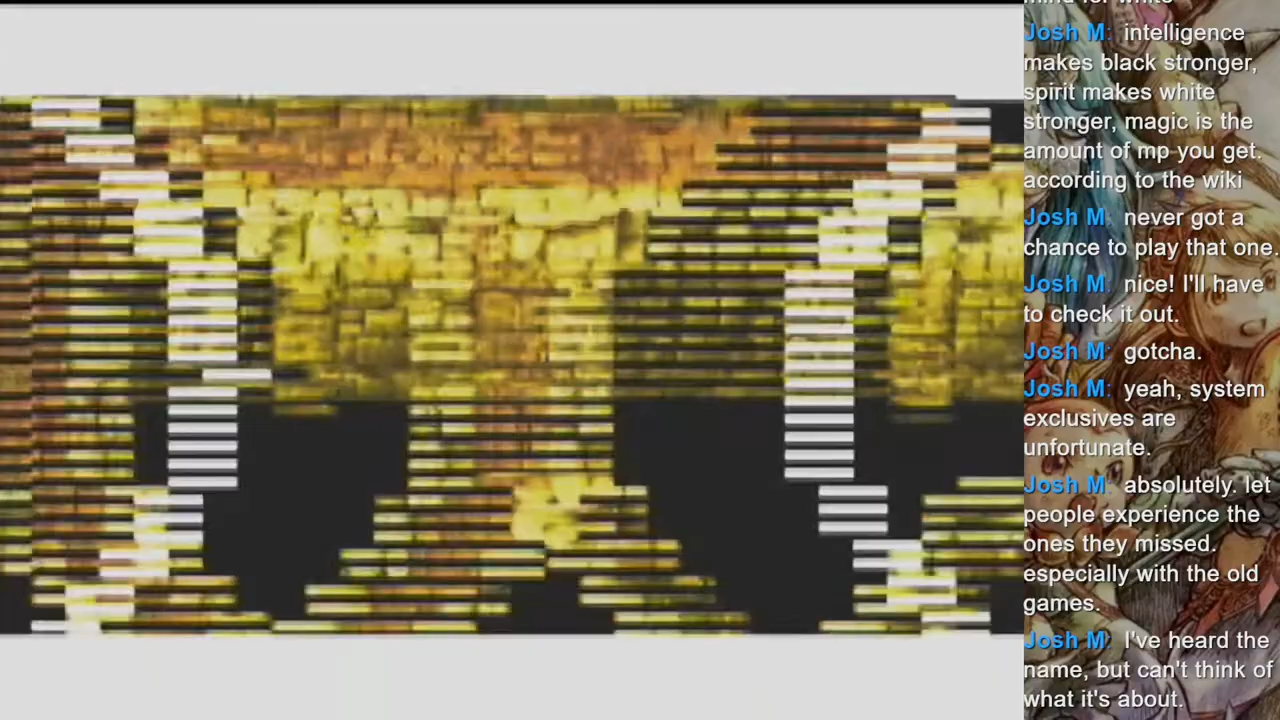 mind for white
Josh M: intelligence
makes black stronger,
spirit makes white
stronger, magic is the
amount of mp you get.
according to the wiki
Josh M: never got a
chance to play that one.
Josh M: nice! I'll have
to check it out.
Josh M: gotcha.
Josh M: yeah, system
exclusives are
unfortunate.
Josh M: absolutely. let
people experience the
ones they missed.
especially with the old
games.
Josh M: I've heard the
name, but can't think of
what it's about.